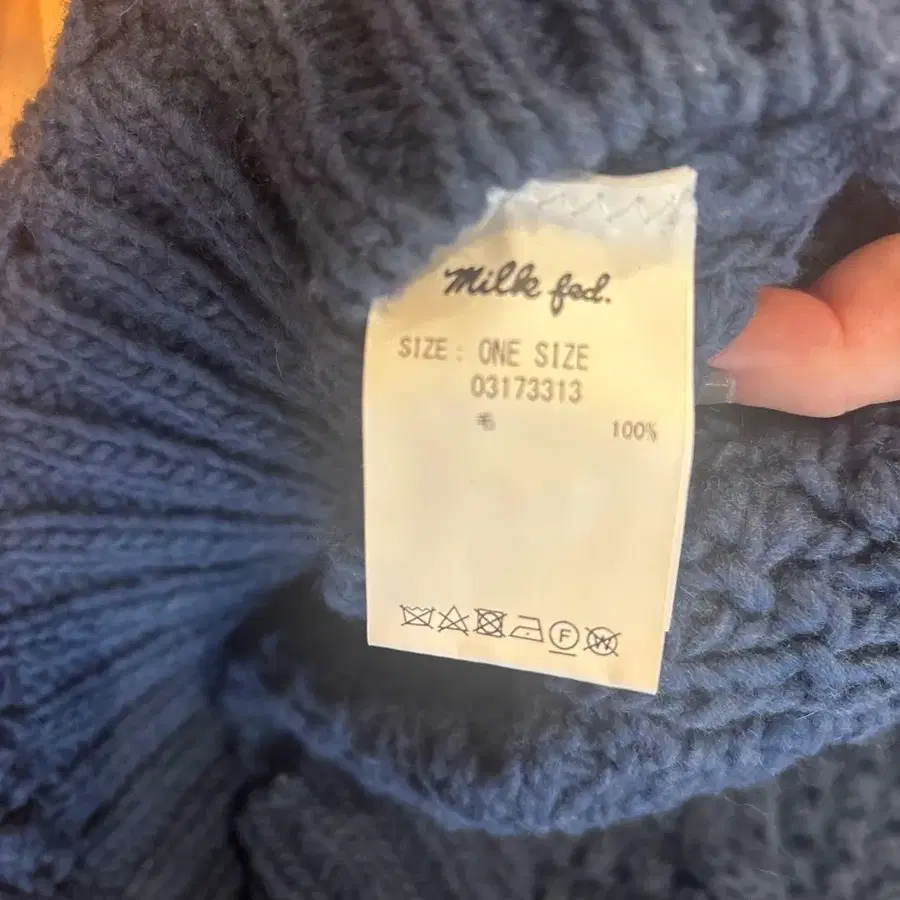 Milk fed.
SIZE : ONE SIZE
03173313
毛 100%
F
W